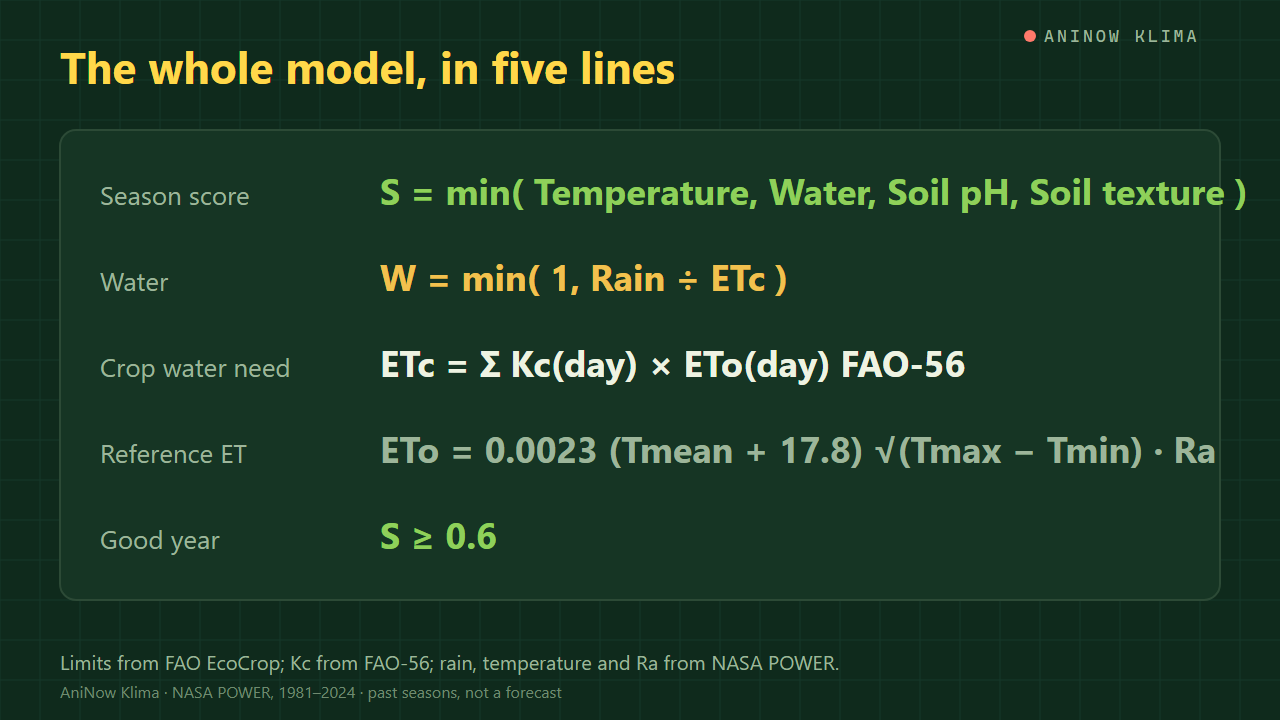 ANINOW KLIMA
The whole model, in five lines
Season score S = min( Temperature, Water, Soil pH, Soil texture )
Water W = min( 1, Rain ÷ ETc )
Crop water need ETc = Σ Kc(day) × ETo(day) FAO-56
Reference ET ETo = 0.0023 (Tmean + 17.8) √(Tmax − Tmin) · Ra
Good year S ≥ 0.6
Limits from FAO EcoCrop; Kc from FAO-56; rain, temperature and Ra from NASA POWER.
AniNow Klima · NASA POWER, 1981–2024 · past seasons, not a forecast